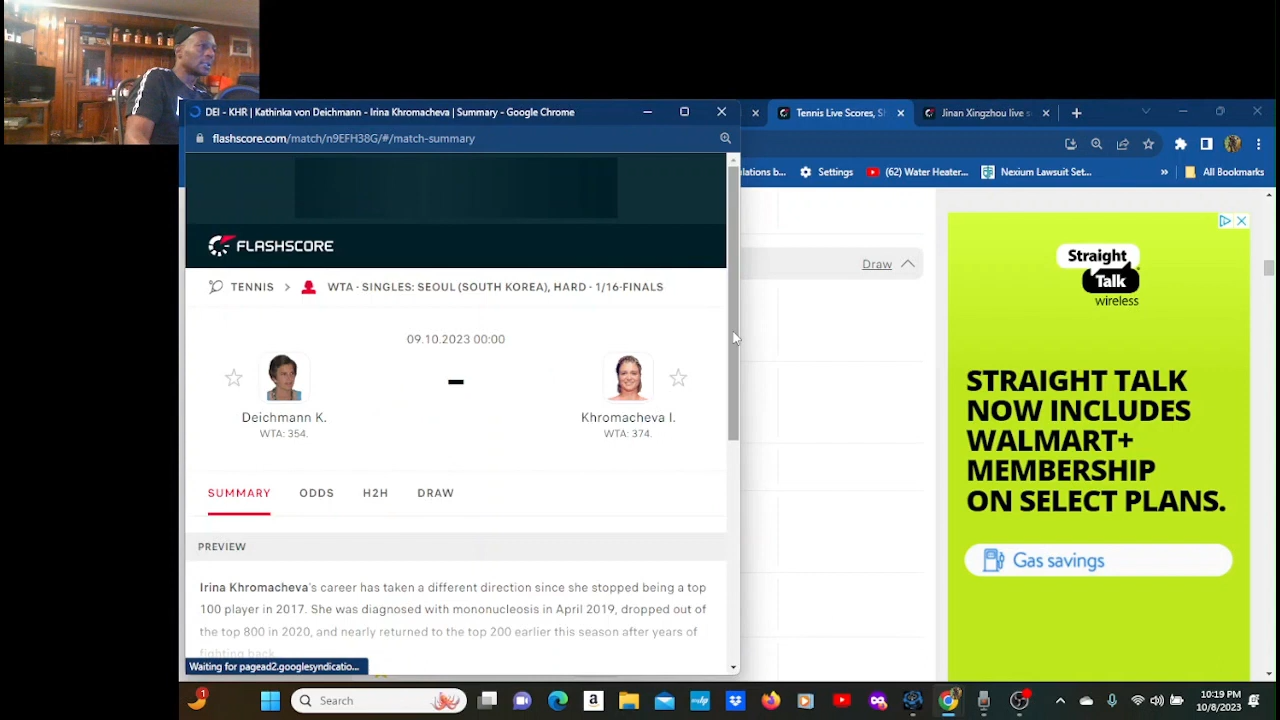 DEI - KHR | Kathinka von Deichmann - Irina Khromacheva | Summary - Google Chrome
Tennis Live Scores, S
Jinan Xingzhou live s
flashscore.com/match/n9EFH38G/#/match-summary
lations b...
Settings
(62) Water Heater...
Nexium Lawsuit Set...
»
All Bookmarks
FLASHSCORE
Draw
TENNIS > WTA - SINGLES: SEOUL (SOUTH KOREA), HARD - 1/16-FINALS
09.10.2023 00:00
-
Deichmann K.
Khromacheva I.
WTA: 354.
WTA: 374.
SUMMARY ODDS H2H DRAW
PREVIEW
Irina Khromacheva's career has taken a different direction since she stopped being a top
100 player in 2017. She was diagnosed with mononucleosis in April 2019, dropped out of
the top 800 in 2020, and nearly returned to the top 200 earlier this season after years of
fighting back.
Waiting for pagead2.googlesyndicatio...
Straight
Talk
wireless
STRAIGHT TALK
NOW INCLUDES
WALMART+
MEMBERSHIP
ON SELECT PLANS.
Gas savings
1
Search
a
hp
10:19 PM
10/8/2023